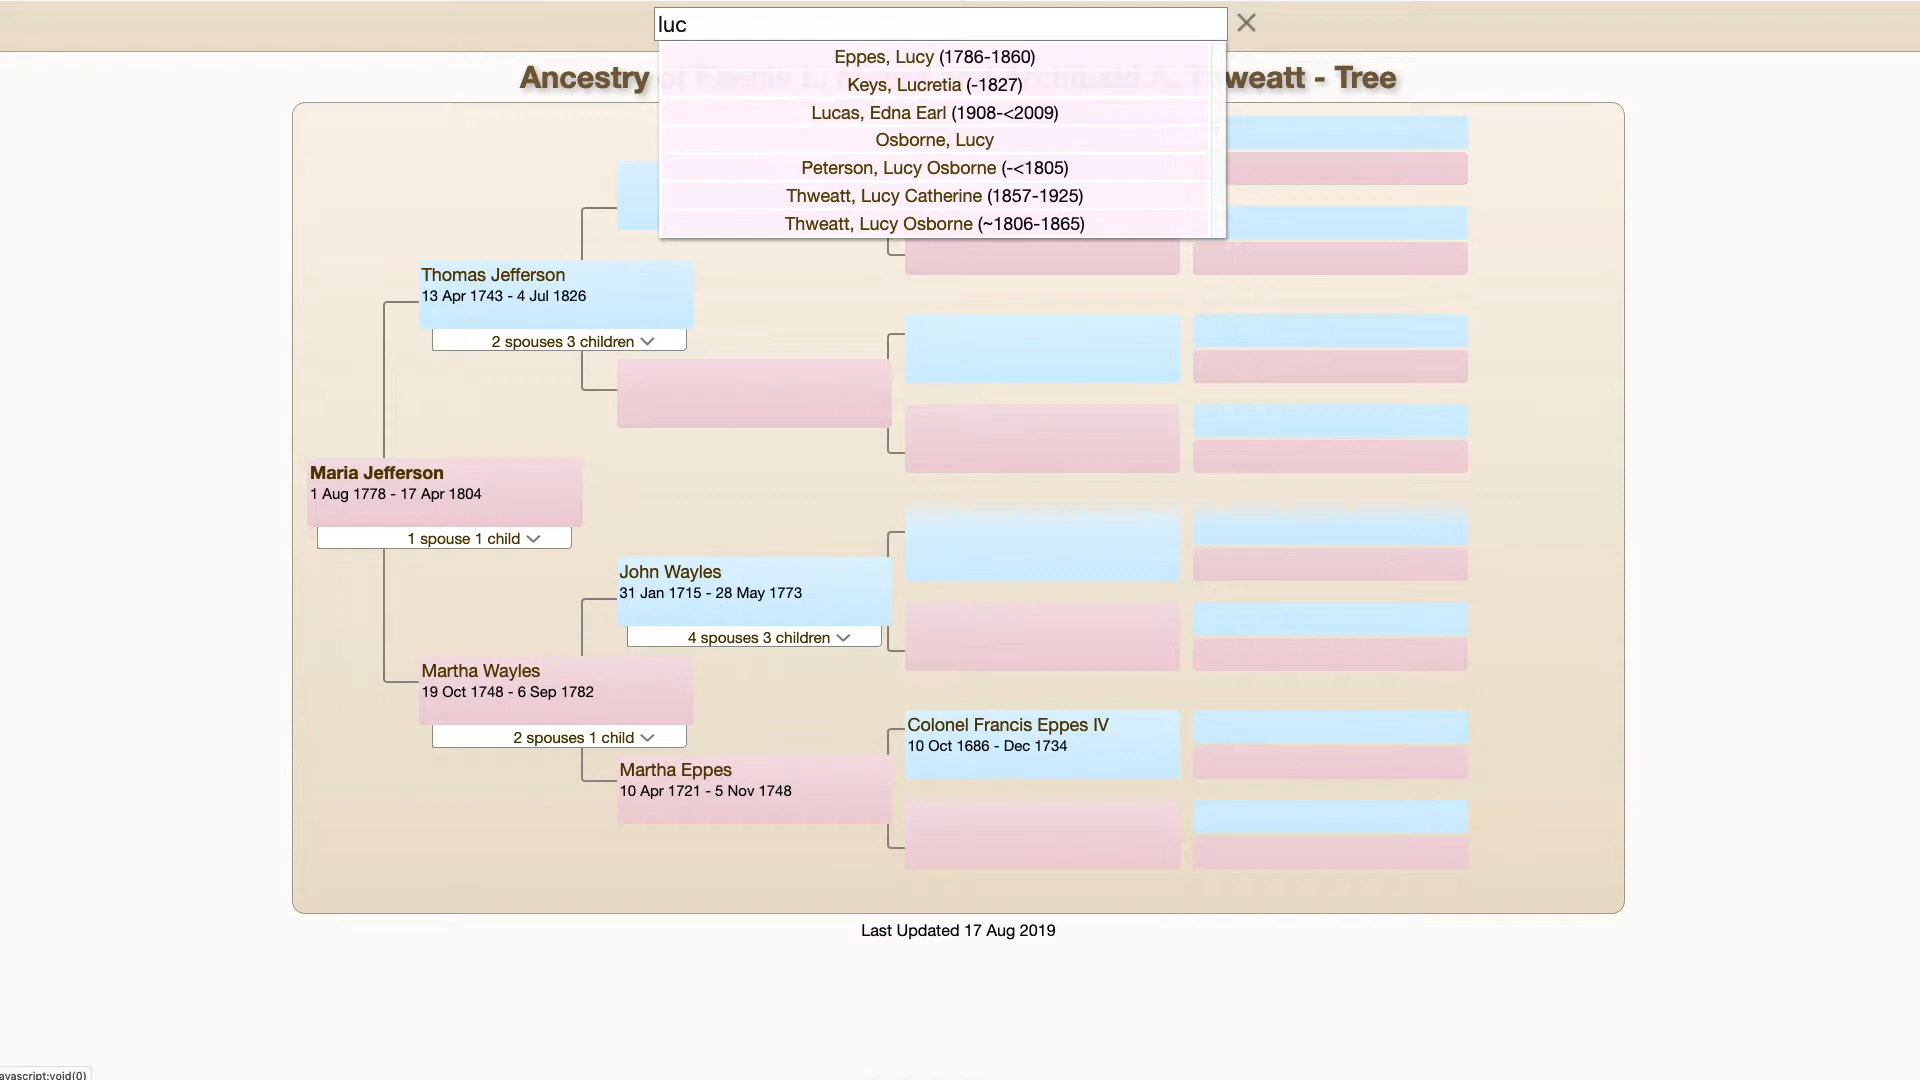 luc
Eppes, Lucy (1786-1860)
Keys, Lucretia (-1827)
Lucas, Edna Earl (1908-<2009)
Osborne, Lucy
Peterson, Lucy Osborne (-<1805)
Thweatt, Lucy Catherine (1857-1925)
Thweatt, Lucy Osborne (~1806-1865)
Ancestry weatt - Tree
Thomas Jefferson
13 Apr 1743 - 4 Jul 1826
2 spouses 3 children
Maria Jefferson
1 Aug 1778 - 17 Apr 1804
1 spouse 1 child
John Wayles
31 Jan 1715 - 28 May 1773
4 spouses 3 children
Martha Wayles
19 Oct 1748 - 6 Sep 1782
2 spouses 1 child
Colonel Francis Eppes IV
10 Oct 1686 - Dec 1734
Martha Eppes
10 Apr 1721 - 5 Nov 1748
Last Updated 17 Aug 2019
avascript:void(0)